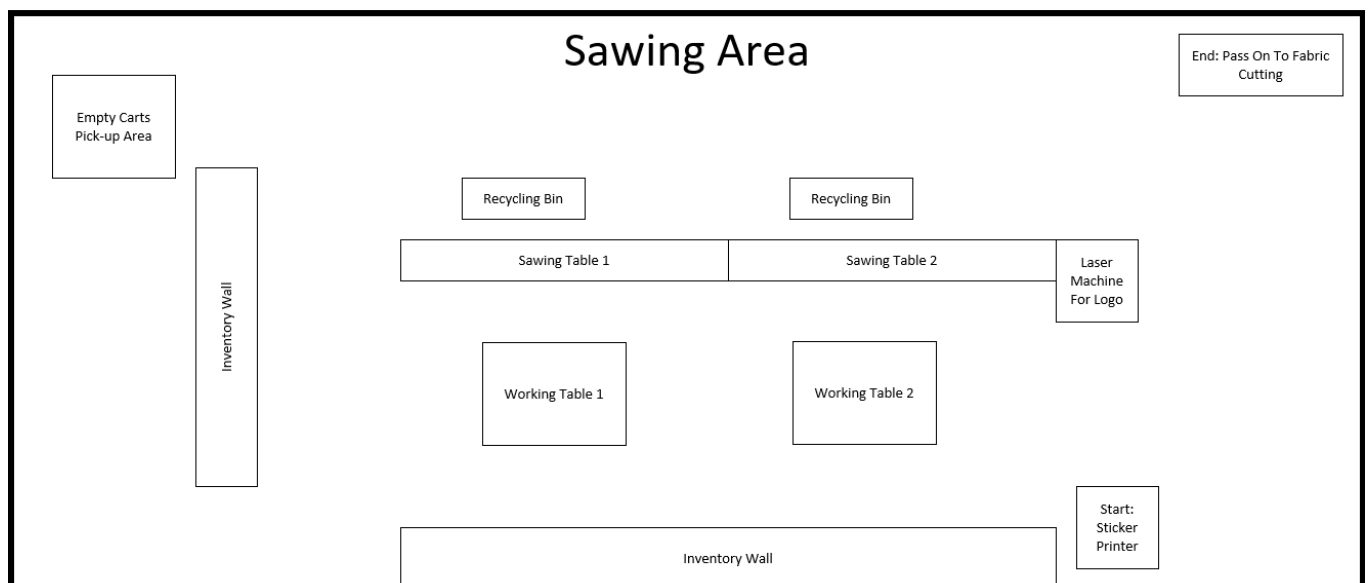 Sawing Area
End: Pass On To Fabric
Cutting
Empty Carts
Pick-up Area
Recycling Bin
Recycling Bin
Sawing Table 1
Sawing Table 2
Laser
Machine
For Logo
Inventory Wall
Working Table 1
Working Table 2
Start:
Sticker
Printer
Inventory Wall